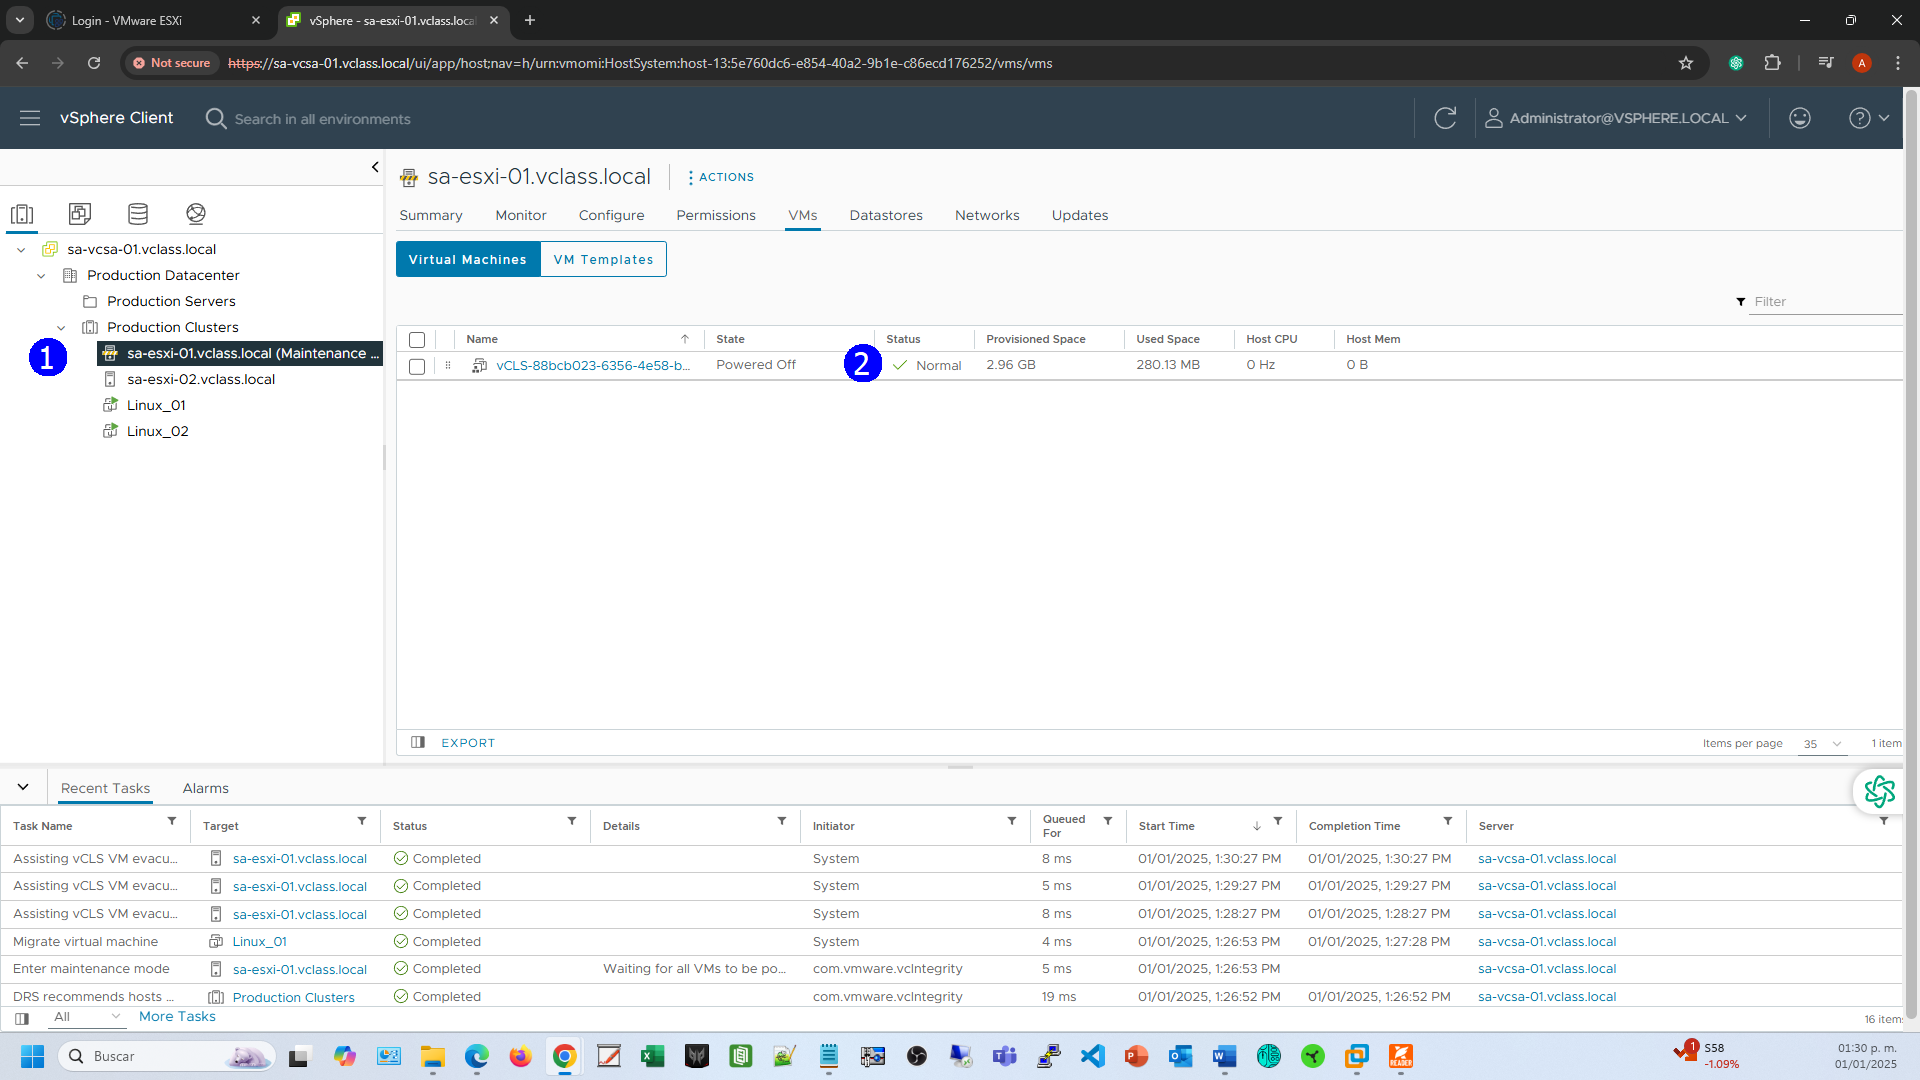 Login - VMware ESXi
vSphere - sa-esxi-01.vclass.loca
Not secure
https://sa-vcsa-01.vclass.local/ui/app/host;nav=h/urn:vmomi:HostSystem:host-13:5e760dc6-e854-40a2-9b1e-c86ecd176252/vms/vms
A
vSphere Client
Search in all environments
Administrator@VSPHERE.LOCAL
sa-vcsa-01.vclass.local
Production Datacenter
Production Servers
Production Clusters
1
sa-esxi-01.vclass.local (Maintenance ...
sa-esxi-02.vclass.local
Linux_01
Linux_02
sa-esxi-01.vclass.local
ACTIONS
Summary Monitor Configure Permissions VMs Datastores Networks Updates
Virtual Machines VM Templates
Filter
Name State Status Provisioned Space Used Space Host CPU Host Mem
vCLS-88bcb023-6356-4e58-b... Powered Off 2 Normal 2.96 GB 280.13 MB 0 Hz 0 B
EXPORT
Items per page 35 1 item
Recent Tasks Alarms
Task Name Target Status Details Initiator Queued For Start Time Completion Time Server
Assisting vCLS VM evacu... sa-esxi-01.vclass.local Completed System 8 ms 01/01/2025, 1:30:27 PM 01/01/2025, 1:30:27 PM sa-vcsa-01.vclass.local
Assisting vCLS VM evacu... sa-esxi-01.vclass.local Completed System 5 ms 01/01/2025, 1:29:27 PM 01/01/2025, 1:29:27 PM sa-vcsa-01.vclass.local
Assisting vCLS VM evacu... sa-esxi-01.vclass.local Completed System 8 ms 01/01/2025, 1:28:27 PM 01/01/2025, 1:28:27 PM sa-vcsa-01.vclass.local
Migrate virtual machine Linux_01 Completed System 4 ms 01/01/2025, 1:26:53 PM 01/01/2025, 1:27:28 PM sa-vcsa-01.vclass.local
Enter maintenance mode sa-esxi-01.vclass.local Completed Waiting for all VMs to be po... com.vmware.vcIntegrity 5 ms 01/01/2025, 1:26:53 PM sa-vcsa-01.vclass.local
DRS recommends hosts ... Production Clusters Completed com.vmware.vcIntegrity 19 ms 01/01/2025, 1:26:52 PM 01/01/2025, 1:26:52 PM sa-vcsa-01.vclass.local
All More Tasks
16 items
Buscar
1
S58
-1.09%
01:30 p. m.
01/01/2025